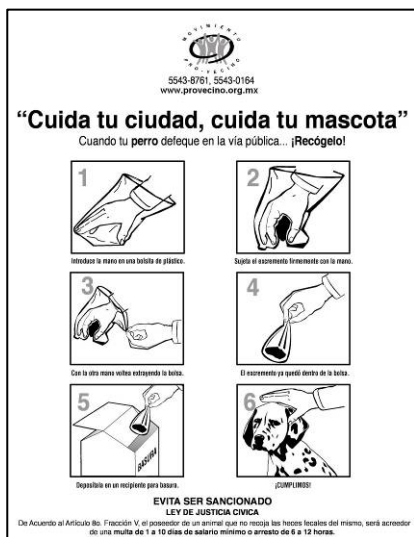 MOVIMIENTO
PRO-VECINO
5543-8761, 5543-0164
www.provecino.org.mx
“Cuida tu ciudad, cuida tu mascota”
Cuando tu perro defeque en la vía pública... ¡Recógelo!
1
Introduce la mano en una bolsita de plástico.
2
Sujeta el excremento firmemente con la mano.
3
Con la otra mano voltea extrayendo la bolsa.
4
El excremento ya quedó dentro de la bolsa.
5
BASURA
Deposítala en un recipiente para basura.
6
¡CUMPLIMOS!
EVITA SER SANCIONADO
LEY DE JUSTICIA CIVICA
De Acuerdo al Artículo 8o. Fracción V, el poseedor de un animal que no recoja las heces fecales del mismo, será acreedor
de una multa de 1 a 10 días de salario mínimo o arresto de 6 a 12 horas.